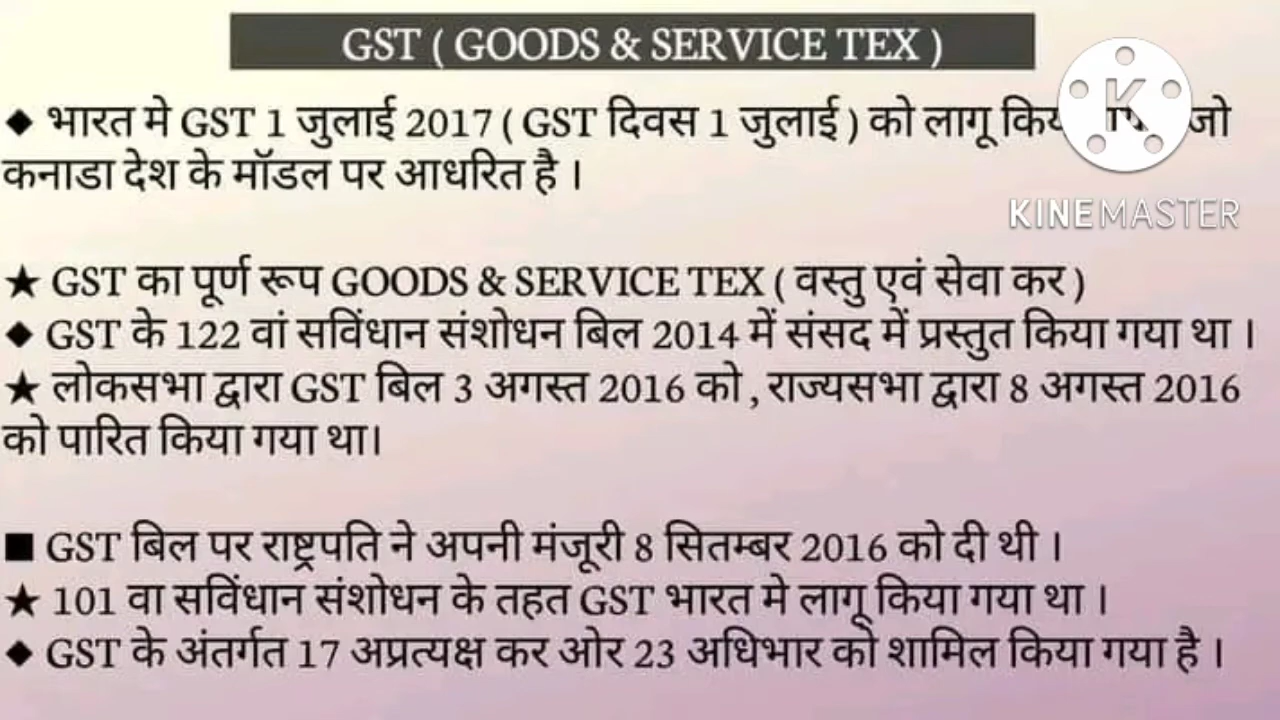 GST ( GOODS & SERVICE TEX )
◆ भारत मे GST 1 जुलाई 2017 ( GST दिवस 1 जुलाई ) को लागू जो
कनाडा देश के मॉडल पर आधरित है ।
K
KINEMASTER
★ GST का पूर्ण रूप GOODS & SERVICE TEX ( वस्तु एवं सेवा कर )
◆ GST के 122 वां सविंधान संशोधन बिल 2014 में संसद में प्रस्तुत किया गया था ।
★ लोकसभा द्वारा GST बिल 3 अगस्त 2016 को , राज्यसभा द्वारा 8 अगस्त 2016
को पारित किया गया था।
■ GST बिल पर राष्ट्रपति ने अपनी मंजूरी 8 सितम्बर 2016 को दी थी ।
★ 101 वा सविंधान संशोधन के तहत GST भारत मे लागू किया गया था ।
◆ GST के अंतर्गत 17 अप्रत्यक्ष कर ओर 23 अधिभार को शामिल किया गया है ।